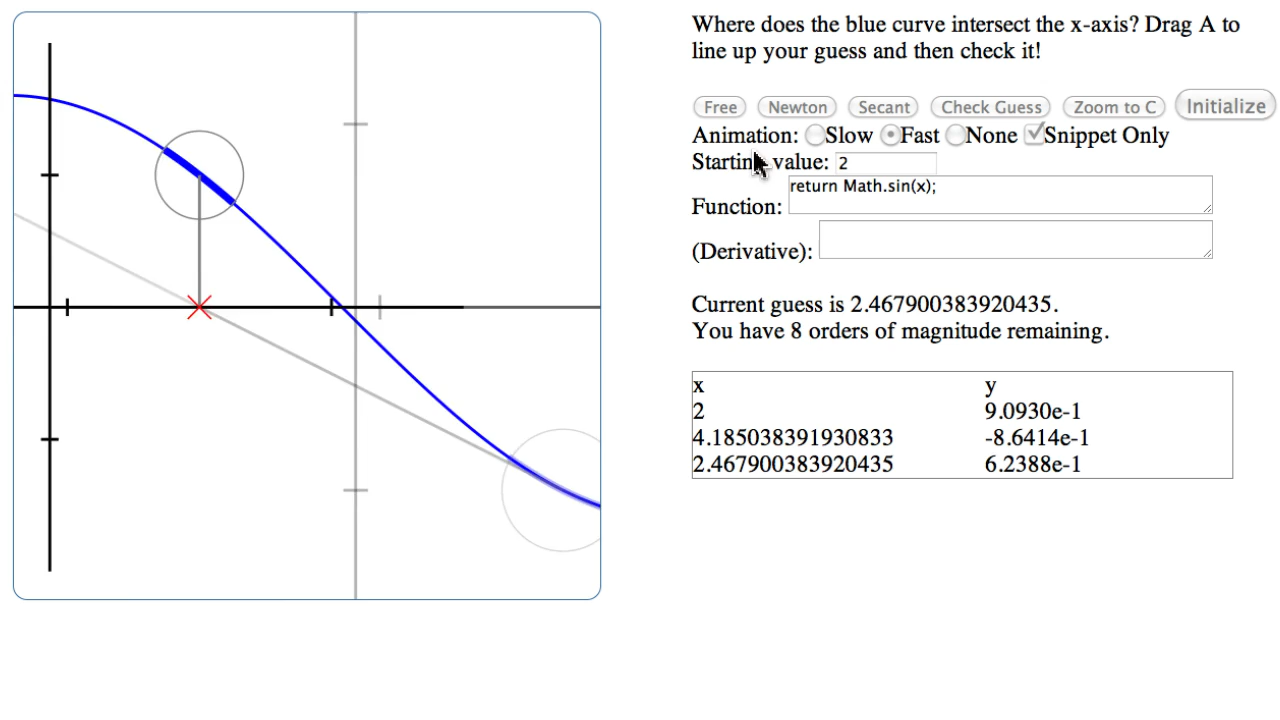 Where does the blue curve intersect the x-axis? Drag A to
line up your guess and then check it!
Free Newton Secant Check Guess Zoom to C Initialize
Animation: Slow Fast None Snippet Only
Starting value: 2
Function: return Math.sin(x);
(Derivative):
Current guess is 2.467900383920435.
You have 8 orders of magnitude remaining.
x y
2 9.0930e-1
4.185038391930833 -8.6414e-1
2.467900383920435 6.2388e-1